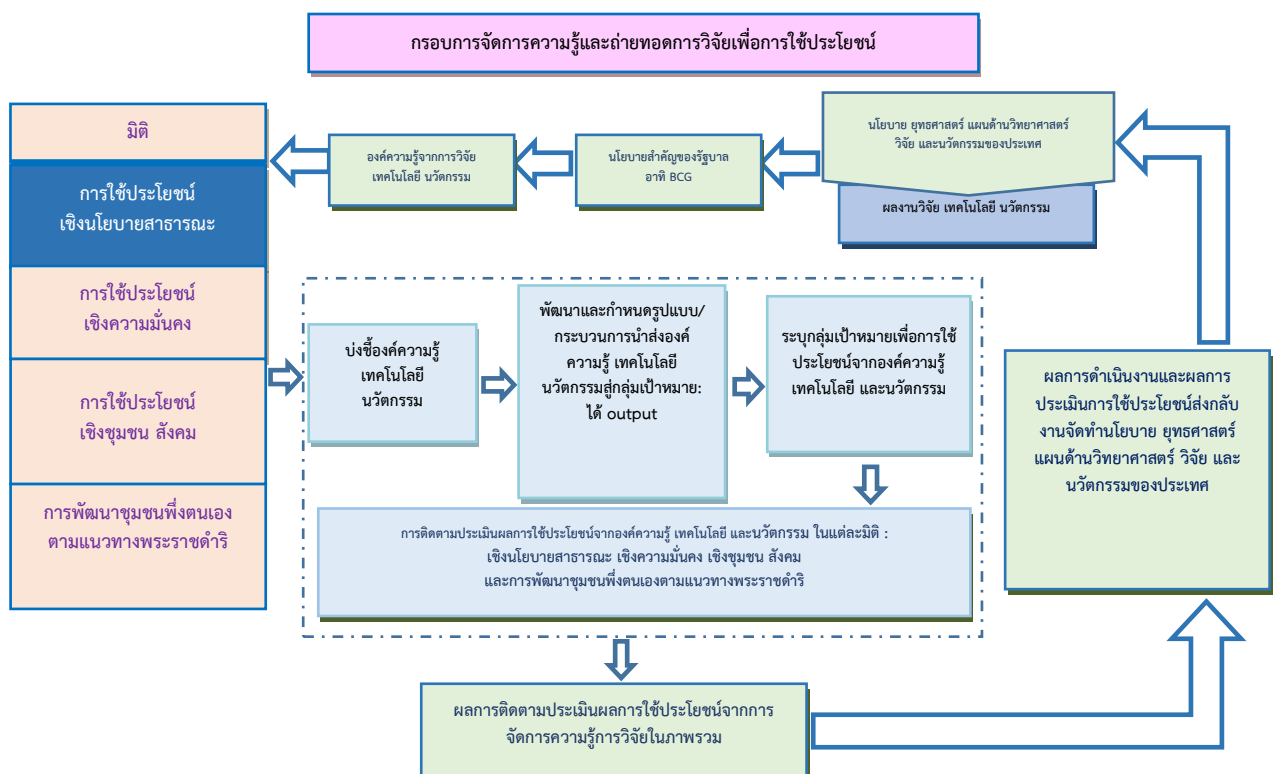 กรอบการจัดการความรู้และถ่ายทอดการวิจัยเพื่อการใช้ประโยชน์
มิติ
การใช้ประโยชน์
เชิงนโยบายสาธารณะ
การใช้ประโยชน์
เชิงความมั่นคง
การใช้ประโยชน์
เชิงชุมชน สังคม
การพัฒนาชุมชนพึ่งตนเอง
ตามแนวทางพระราชดำริ
องค์ความรู้จากการวิจัย
เทคโนโลยี นวัตกรรม
นโยบายสำคัญของรัฐบาล
อาทิ BCG
นโยบาย ยุทธศาสตร์ แผนด้านวิทยาศาสตร์
วิจัย และนวัตกรรมของประเทศ
ผลงานวิจัย เทคโนโลยี นวัตกรรม
บ่งชี้องค์ความรู้
เทคโนโลยี
นวัตกรรม
พัฒนาและกำหนดรูปแบบ/
กระบวนการนำส่งองค์
ความรู้ เทคโนโลยี
นวัตกรรมสู่กลุ่มเป้าหมาย:
ได้ output
ระบุกลุ่มเป้าหมายเพื่อการใช้
ประโยชน์จากองค์ความรู้
เทคโนโลยี และนวัตกรรม
การติดตามประเมินผลการใช้ประโยชน์จากองค์ความรู้ เทคโนโลยี และนวัตกรรม ในแต่ละมิติ :
เชิงนโยบายสาธารณะ เชิงความมั่นคง เชิงชุมชน สังคม
และการพัฒนาชุมชนพึ่งตนเองตามแนวทางพระราชดำริ
ผลการดำเนินงานและผลการ
ประเมินการใช้ประโยชน์ส่งกลับ
งานจัดทำนโยบาย ยุทธศาสตร์
แผนด้านวิทยาศาสตร์ วิจัย และ
นวัตกรรมของประเทศ
ผลการติดตามประเมินผลการใช้ประโยชน์จากการ
จัดการความรู้การวิจัยในภาพรวม